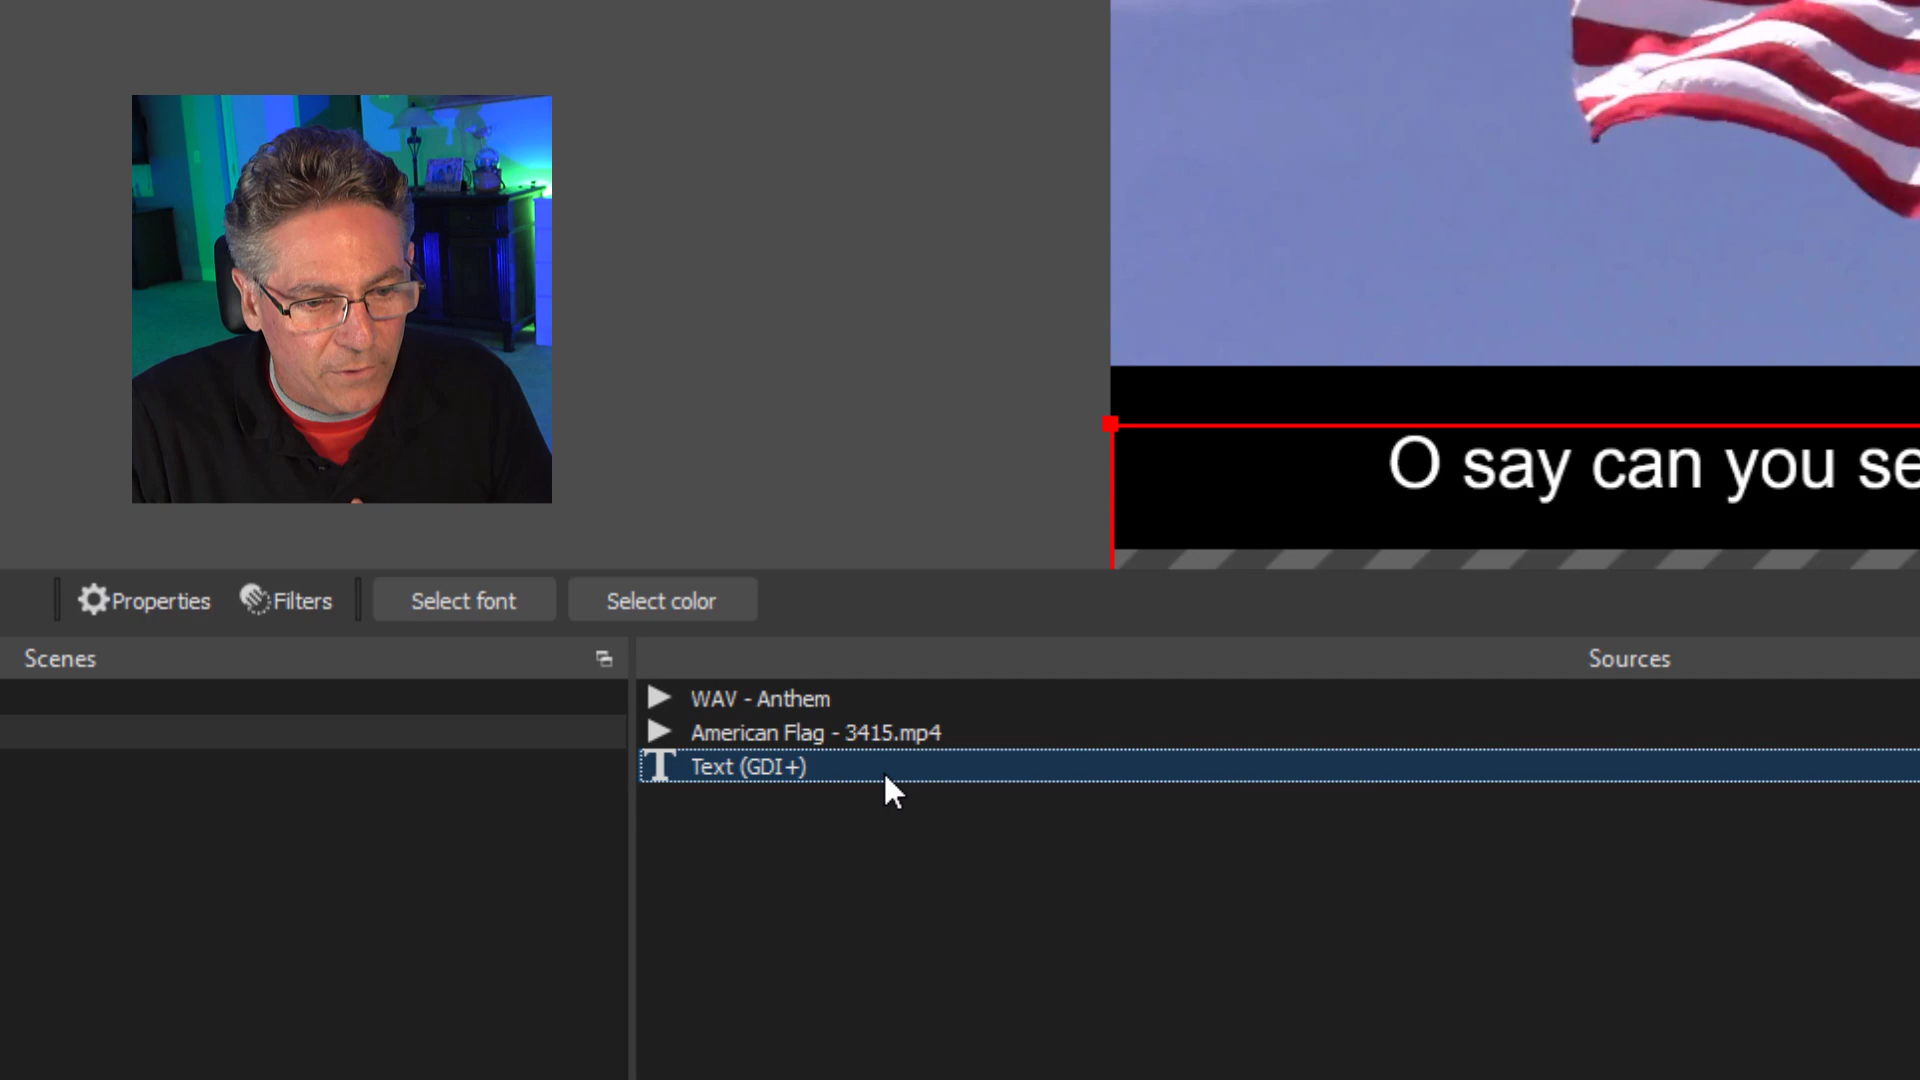 O say can you se
Properties
Filters
Select font
Select color
Scenes
Sources
WAV - Anthem
American Flag - 3415.mp4
Text (GDI+)